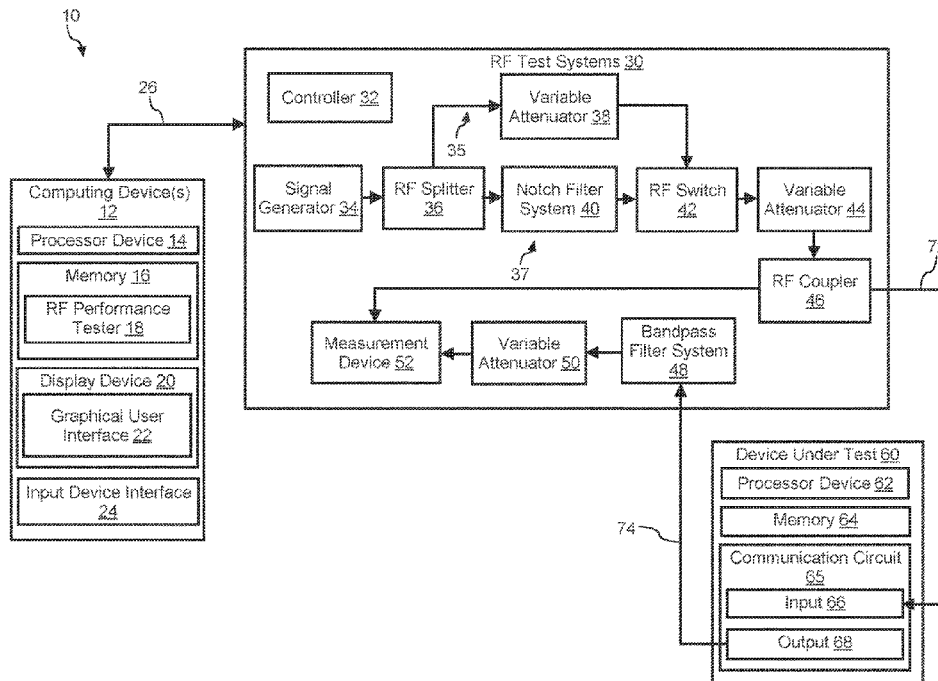 10
RF Test Systems 30
26
Controller 32
Variable
Attenuator 38
35
Signal
Generator 34
RF Splitter
36
Notch Filter
System 40
RF Switch
42
Variable
Attenuator 44
37
RF Coupler
46
Measurement
Device 52
Variable
Attenuator 50
Bandpass
Filter System
48
Computing Device(s)
12
Processor Device 14
Memory 16
RF Performance
Tester 18
Display Device 20
Graphical User
Interface 22
Input Device Interface
24
74
Device Under Test 60
Processor Device 62
Memory 64
Communication Circuit
65
Input 66
Output 68